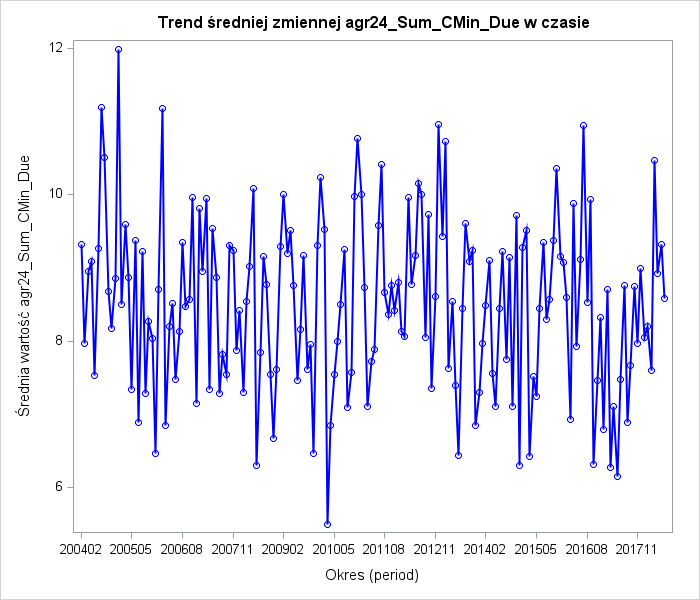 Trend średniej zmiennej agr24_Sum_CMin_Due w czasie
Średnia wartość agr24_Sum_CMin_Due
12
10
8
6
200402 200505 200608 200711 200902 201005 201108 201211 201402 201505 201608 201711
Okres (period)